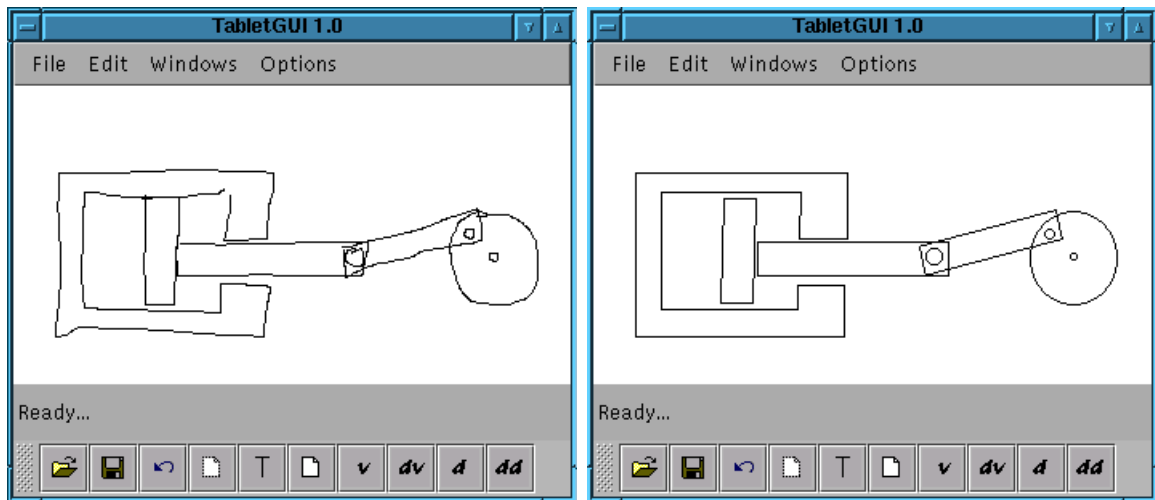 TabletGUI 1.0
File Edit Windows Options
Ready...
T v dv d dd
TabletGUI 1.0
File Edit Windows Options
Ready...
T v dv d dd